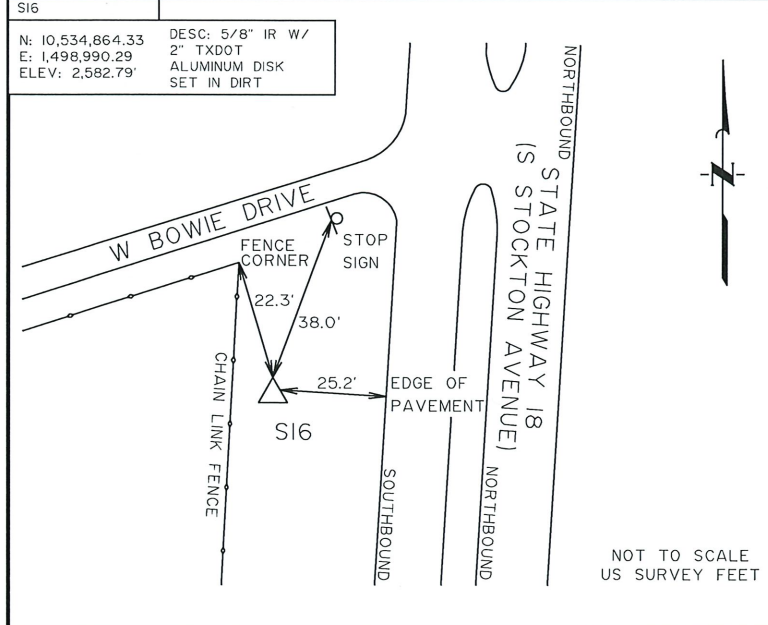 S16
N: 10,534,864.33
E: 1,498,990.29
ELEV: 2,582.79'
DESC: 5/8" IR W/
2" TXDOT
ALUMINUM DISK
SET IN DIRT
NORTHBOUND
STATE HIGHWAY 18
(S STOCKTON AVENUE)
N
W BOWIE DRIVE
STOP
SIGN
FENCE
CORNER
22.3'
38.0'
25.2'
EDGE OF
PAVEMENT
S16
CHAIN LINK FENCE
SOUTHBOUND
NORTHBOUND
NOT TO SCALE
US SURVEY FEET